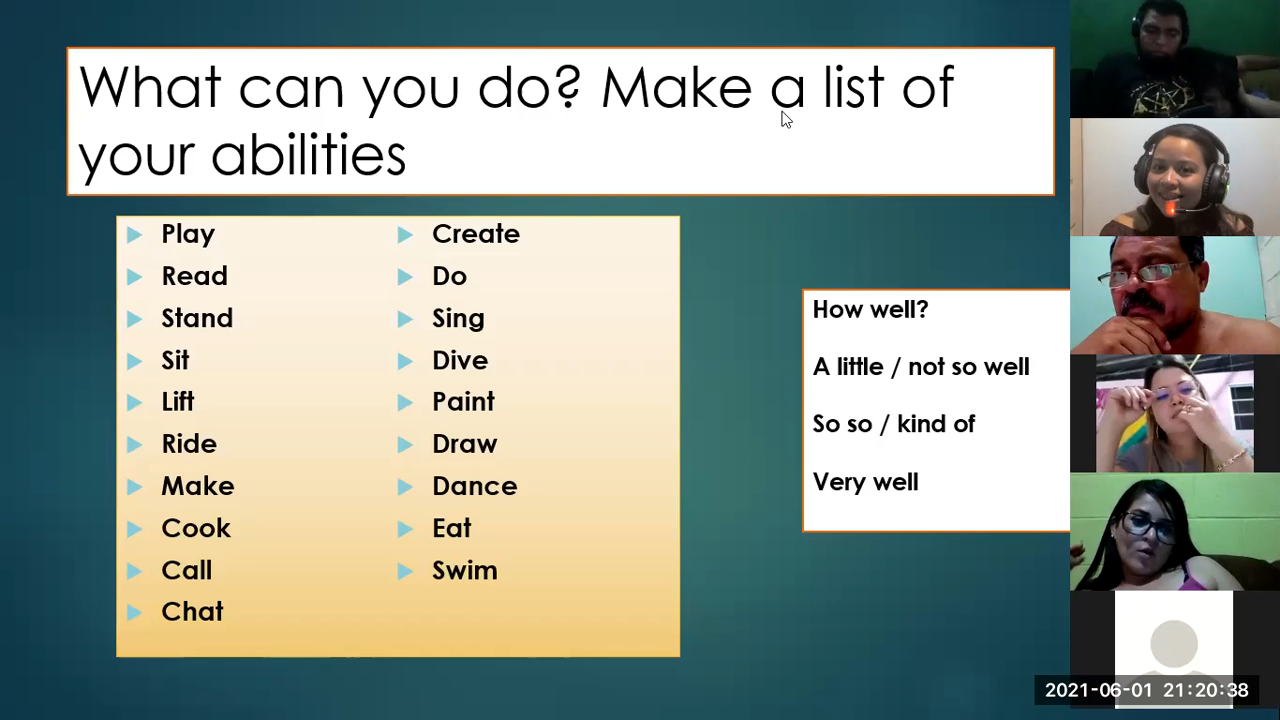 What can you do? Make a list of
your abilities
Play
Read
Stand
Sit
Lift
Ride
Make
Cook
Call
Chat
Create
Do
Sing
Dive
Paint
Draw
Dance
Eat
Swim
How well?
A little / not so well
So so / kind of
Very well
2021-06-01 21:20:38